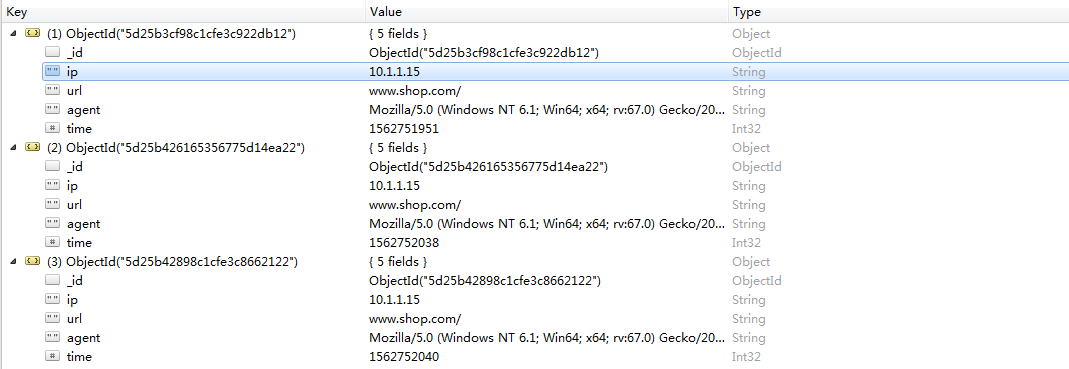 Key Value Type
(1) ObjectId("5d25b3cf98c1cfe3c922db12") { 5 fields } Object
_id ObjectId("5d25b3cf98c1cfe3c922db12") ObjectId
ip 10.1.1.15 String
url www.shop.com/ String
agent Mozilla/5.0 (Windows NT 6.1; Win64; x64; rv:67.0) Gecko/20... String
time 1562751951 Int32
(2) ObjectId("5d25b426165356775d14ea22") { 5 fields } Object
_id ObjectId("5d25b426165356775d14ea22") ObjectId
ip 10.1.1.15 String
url www.shop.com/ String
agent Mozilla/5.0 (Windows NT 6.1; Win64; x64; rv:67.0) Gecko/20... String
time 1562752038 Int32
(3) ObjectId("5d25b42898c1cfe3c8662122") { 5 fields } Object
_id ObjectId("5d25b42898c1cfe3c8662122") ObjectId
ip 10.1.1.15 String
url www.shop.com/ String
agent Mozilla/5.0 (Windows NT 6.1; Win64; x64; rv:67.0) Gecko/20... String
time 1562752040 Int32